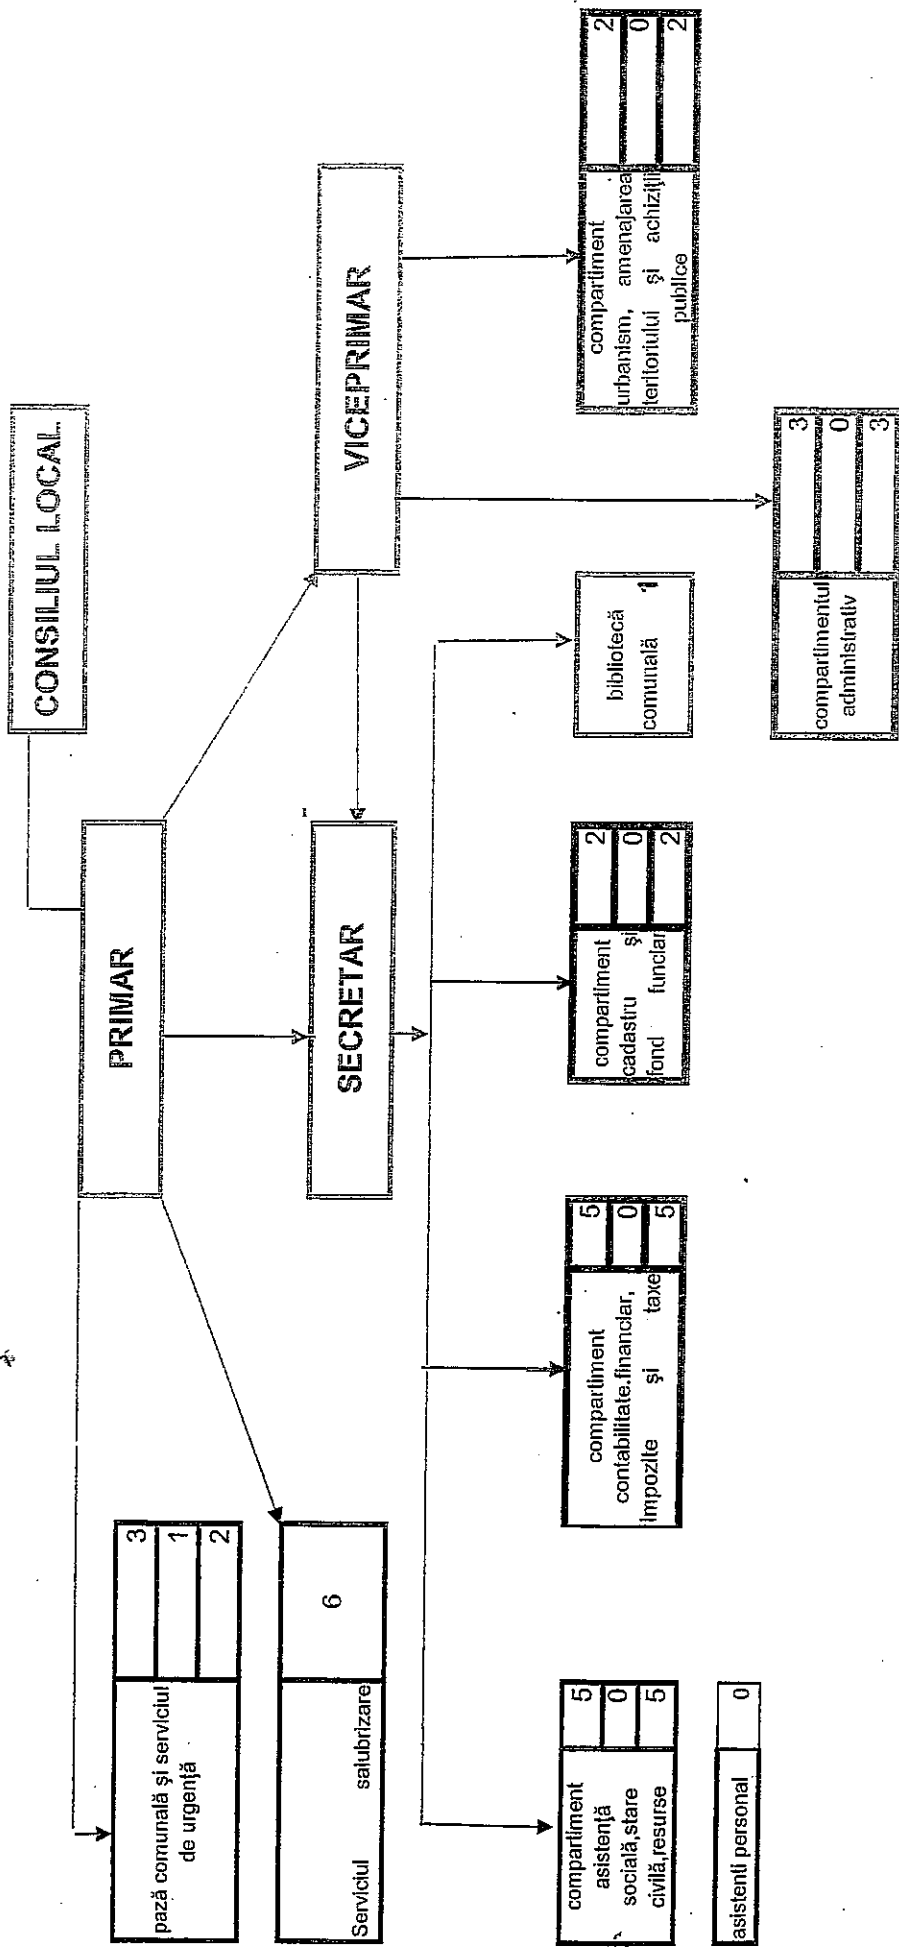 CONSILIUL LOCAL
PRIMAR
VICEPRIMAR
SECRETAR
pază comunală și serviciul
de urgență
3
1
2
Serviciul salubrizare
6
compartiment
asistență
socială,stare
civilă,resurse
5
0
5
asistenti personal
0
compartiment
contabilitate.financiar,
impozite și taxe
5
0
5
compartiment
cadastru și
fond funciar
2
0
2
bibliotecă
comunală 1
compartimentul
administrativ
3
0
3
compartiment
urbanism, amenajarea
teritoriului și achiziții
publice
2
0
2